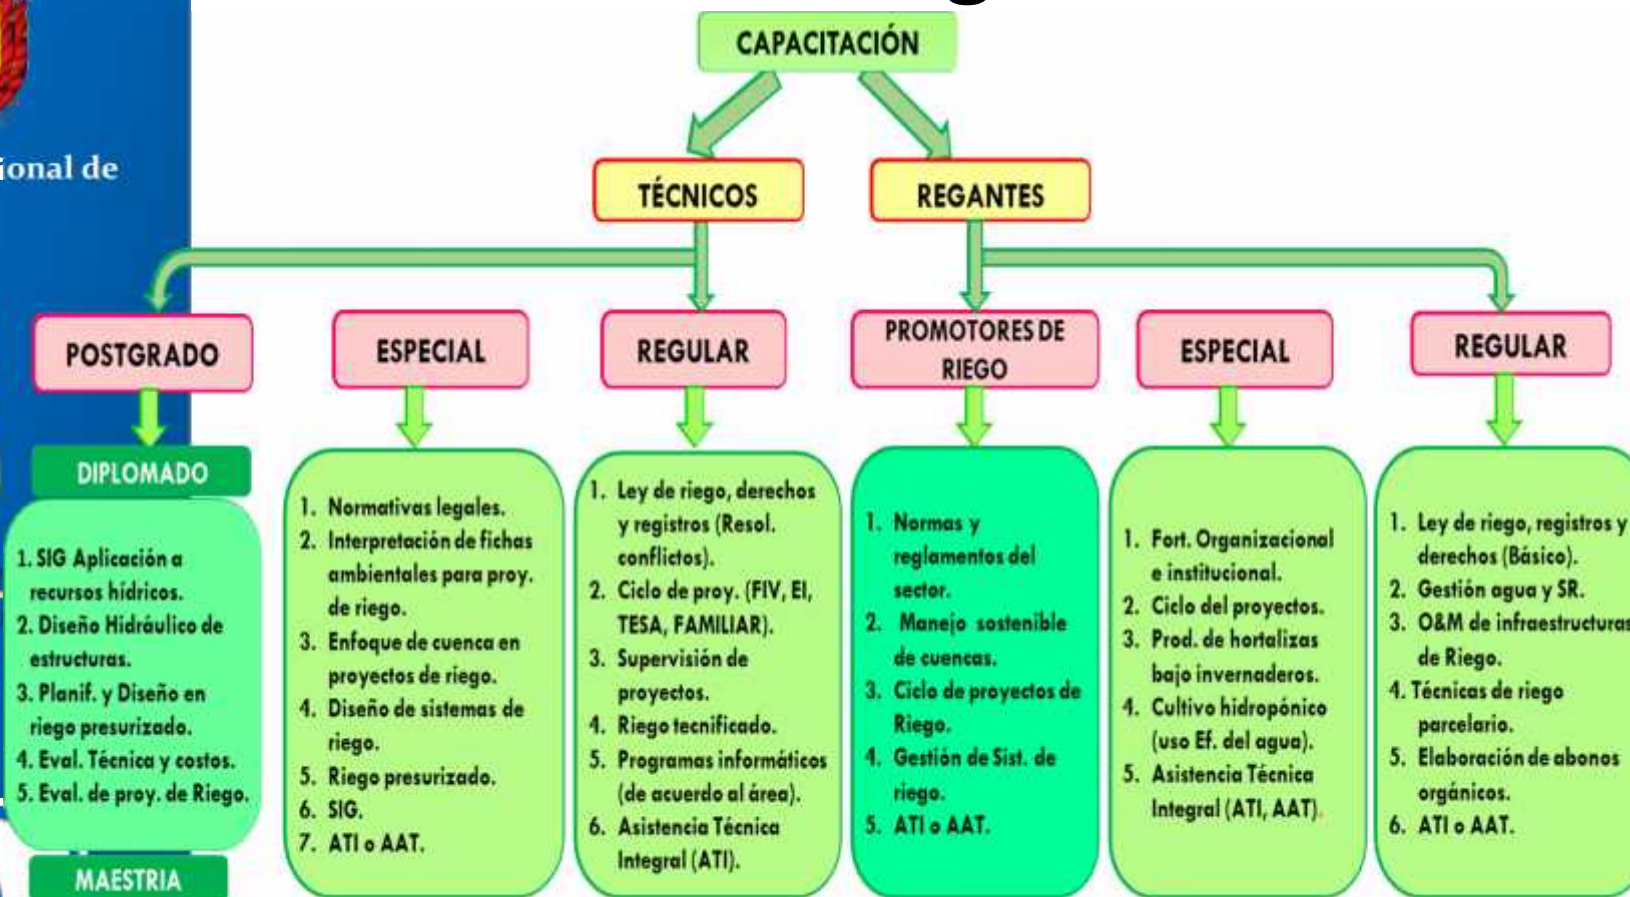 ional de
CAPACITACIÓN
TÉCNICOS
REGANTES
POSTGRADO
ESPECIAL
REGULAR
PROMOTORES DE
RIEGO
ESPECIAL
REGULAR
DIPLOMADO
1. SIG Aplicación a
recursos hídricos.
2. Diseño Hidráulico de
estructuras.
3. Planif. y Diseño en
riego presurizado.
4. Eval. Técnica y costos.
5. Eval. de proy. de Riego.
MAESTRIA
1. Normativas legales.
2. Interpretación de fichas
ambientales para proy.
de riego.
3. Enfoque de cuenca en
proyectos de riego.
4. Diseño de sistemas de
riego.
5. Riego presurizado.
6. SIG.
7. ATI o AAT.
1. Ley de riego, derechos
y registros (Resol.
conflictos).
2. Ciclo de proy. (FIV, EI,
TESA, FAMILIAR).
3. Supervisión de
proyectos.
4. Riego tecnificado.
5. Programas informáticos
(de acuerdo al área).
6. Asistencia Técnica
Integral (ATI).
1. Normas y
reglamentos del
sector.
2. Manejo sostenible
de cuencas.
3. Ciclo de proyectos de
Riego.
4. Gestión de Sist. de
riego.
5. ATI o AAT.
1. Fort. Organizacional
e institucional.
2. Ciclo del proyectos.
3. Prod. de hortalizas
bajo invernaderos.
4. Cultivo hidropónico
(uso Ef. del agua).
5. Asistencia Técnica
Integral (ATI, AAT).
1. Ley de riego, registros y
derechos (Básico).
2. Gestión agua y SR.
3. O&M de infraestructuras
de Riego.
4. Técnicas de riego
parcelario.
5. Elaboración de abonos
orgánicos.
6. ATI o AAT.